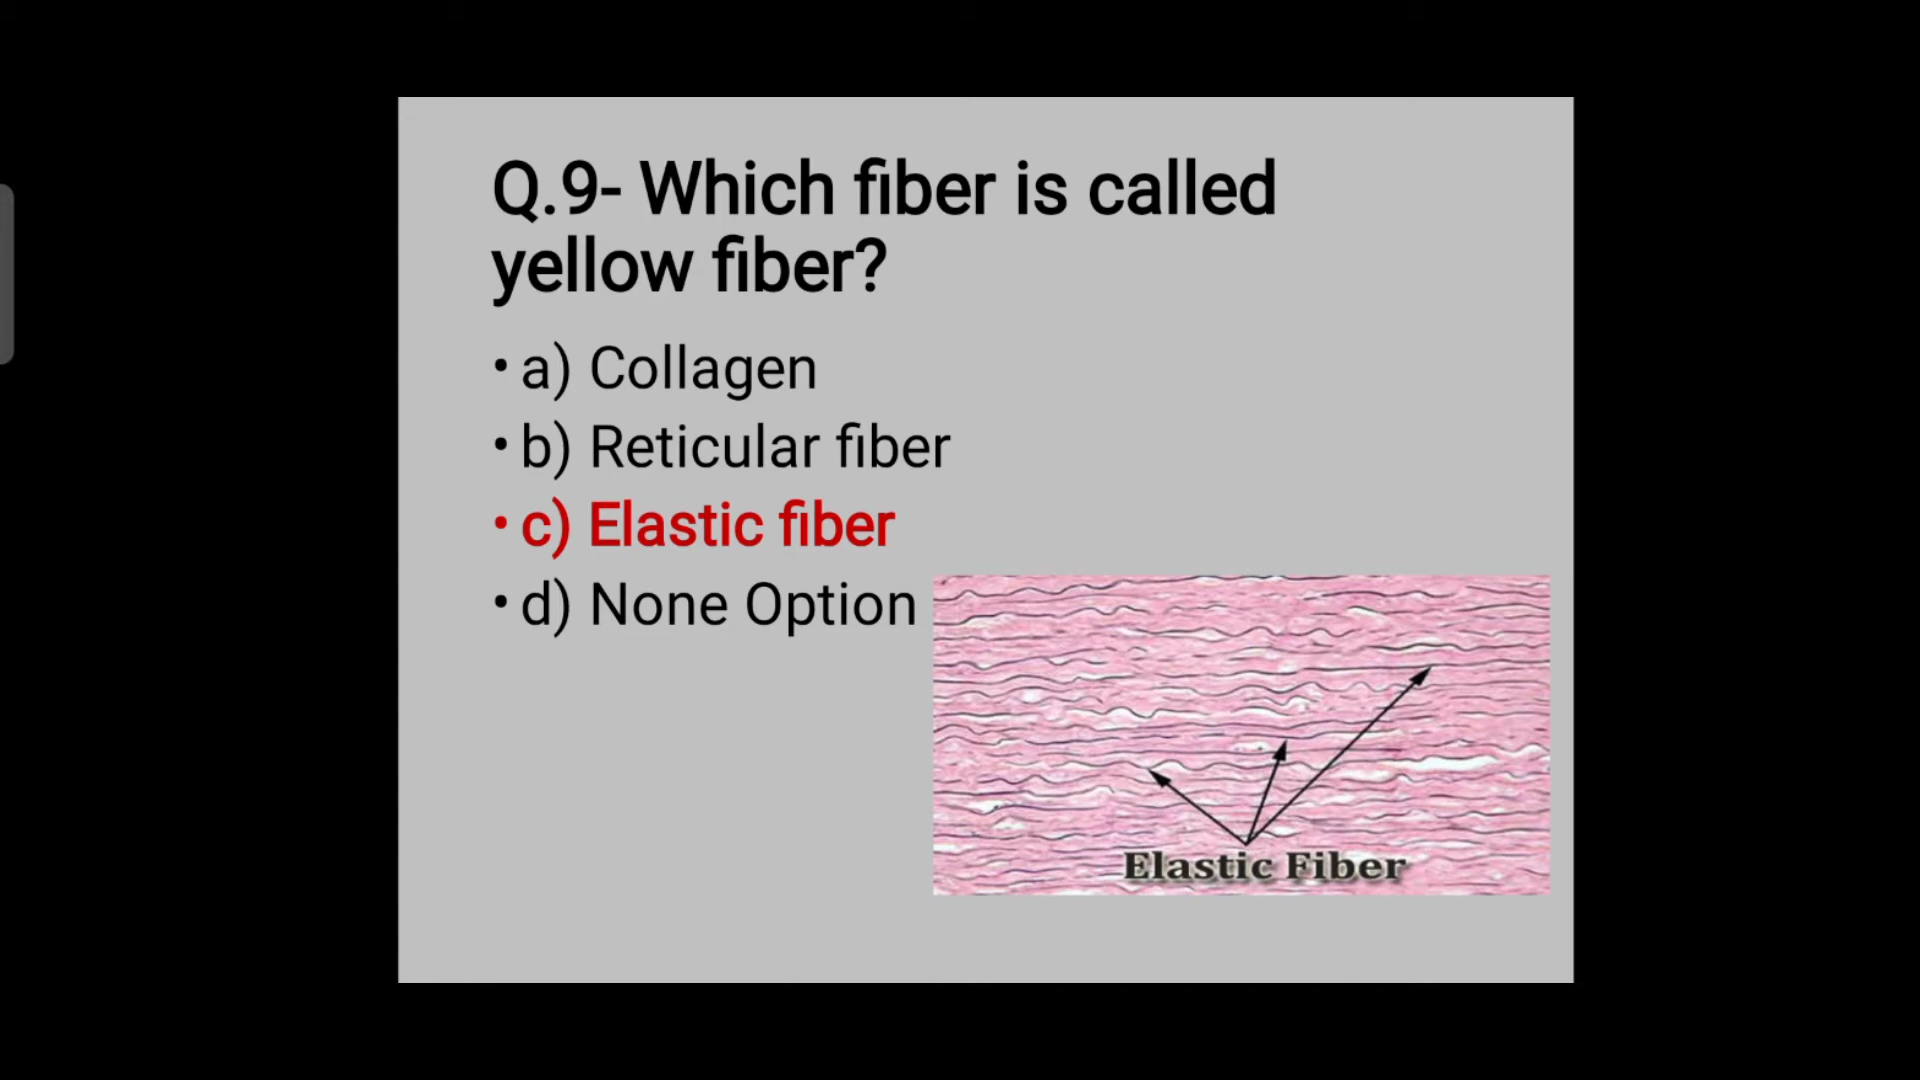 Q.9- Which fiber is called
yellow fiber?
• a) Collagen
• b) Reticular fiber
• c) Elastic fiber
• d) None Option
Elastic Fiber